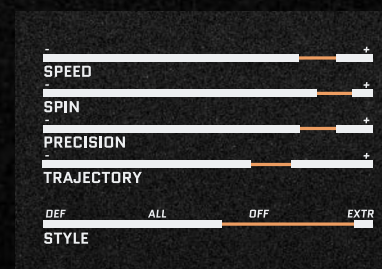 - +
SPEED
- +
SPIN
- +
PRECISION
- +
TRAJECTORY
DEF ALL OFF EXTR
STYLE